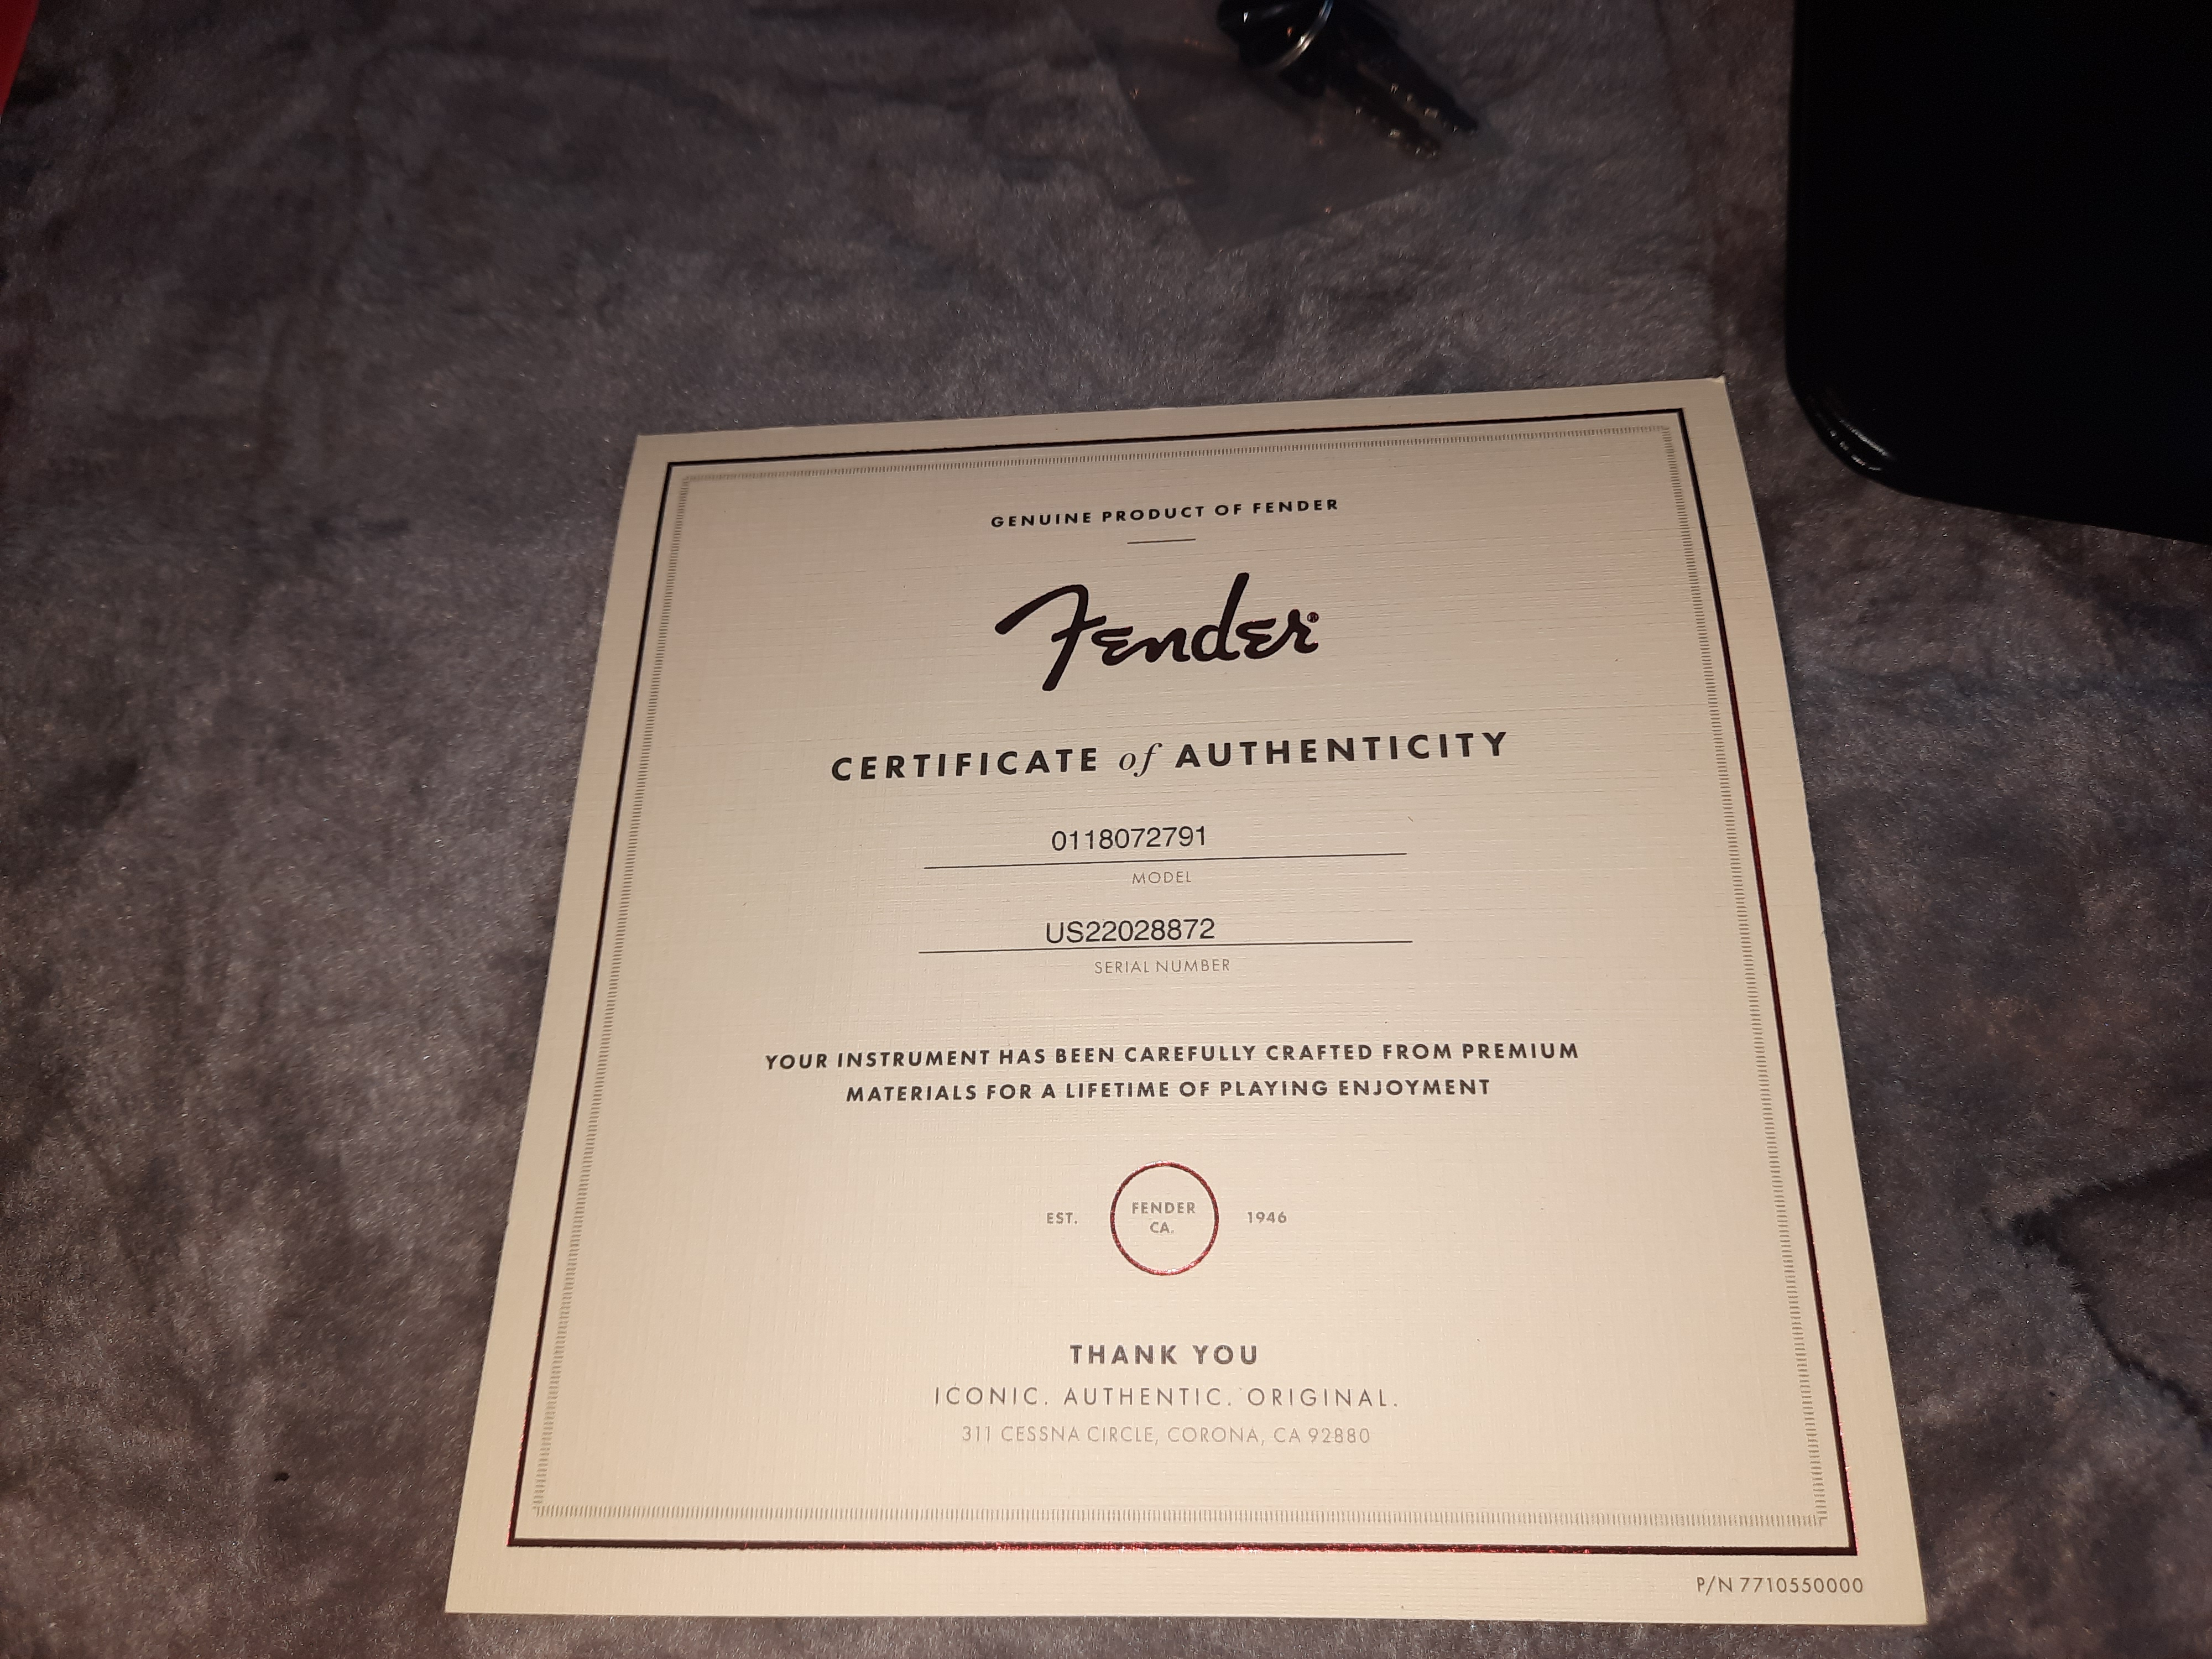 GENUINE PRODUCT OF FENDER
Fender®
CERTIFICATE of AUTHENTICITY
0118072791
MODEL
US22028872
SERIAL NUMBER
YOUR INSTRUMENT HAS BEEN CAREFULLY CRAFTED FROM PREMIUM
MATERIALS FOR A LIFETIME OF PLAYING ENJOYMENT
EST. FENDER CA. 1946
THANK YOU
ICONIC. AUTHENTIC. ORIGINAL.
311 CESSNA CIRCLE, CORONA, CA 92880
P/N 7710550000